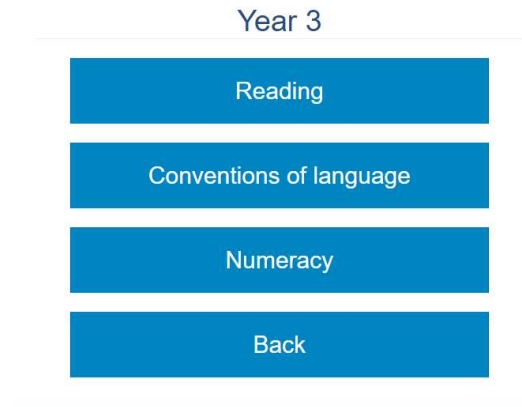 Year 3
Reading
Conventions of language
Numeracy
Back